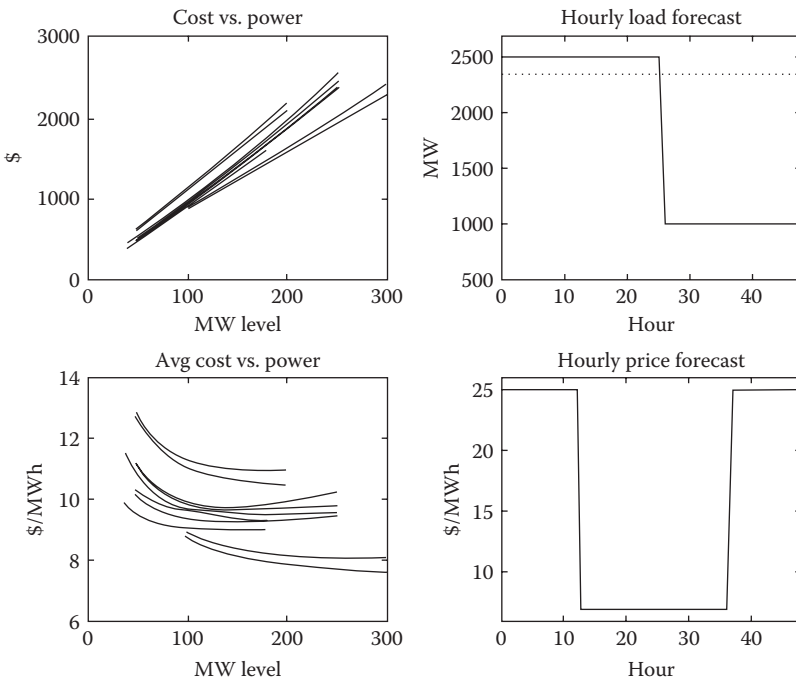 Cost vs. power
3000
2000
1000
0
$
0 100 200 300
MW level
Hourly load forecast
2500
2000
1500
1000
500
MW
0 10 20 30 40
Hour
Avg cost vs. power
14
12
10
8
6
$/MWh
0 100 200 300
MW level
Hourly price forecast
25
20
15
10
$/MWh
0 10 20 30 40
Hour